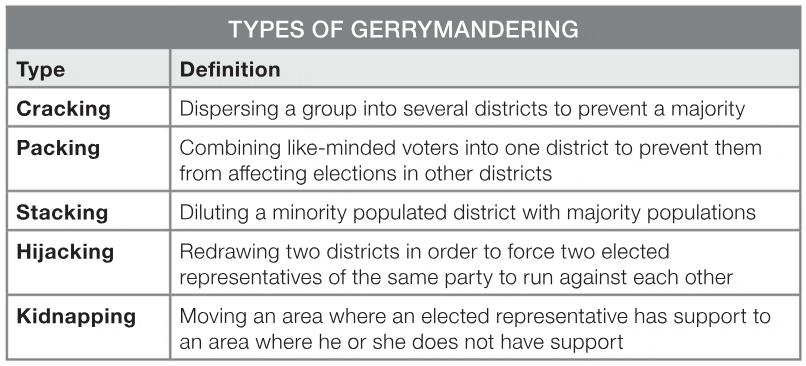 TYPES OF GERRYMANDERING
Type Definition
Cracking Dispersing a group into several districts to prevent a majority
Packing Combining like-minded voters into one district to prevent them
from affecting elections in other districts
Stacking Diluting a minority populated district with majority populations
Hijacking Redrawing two districts in order to force two elected
representatives of the same party to run against each other
Kidnapping Moving an area where an elected representative has support to
an area where he or she does not have support